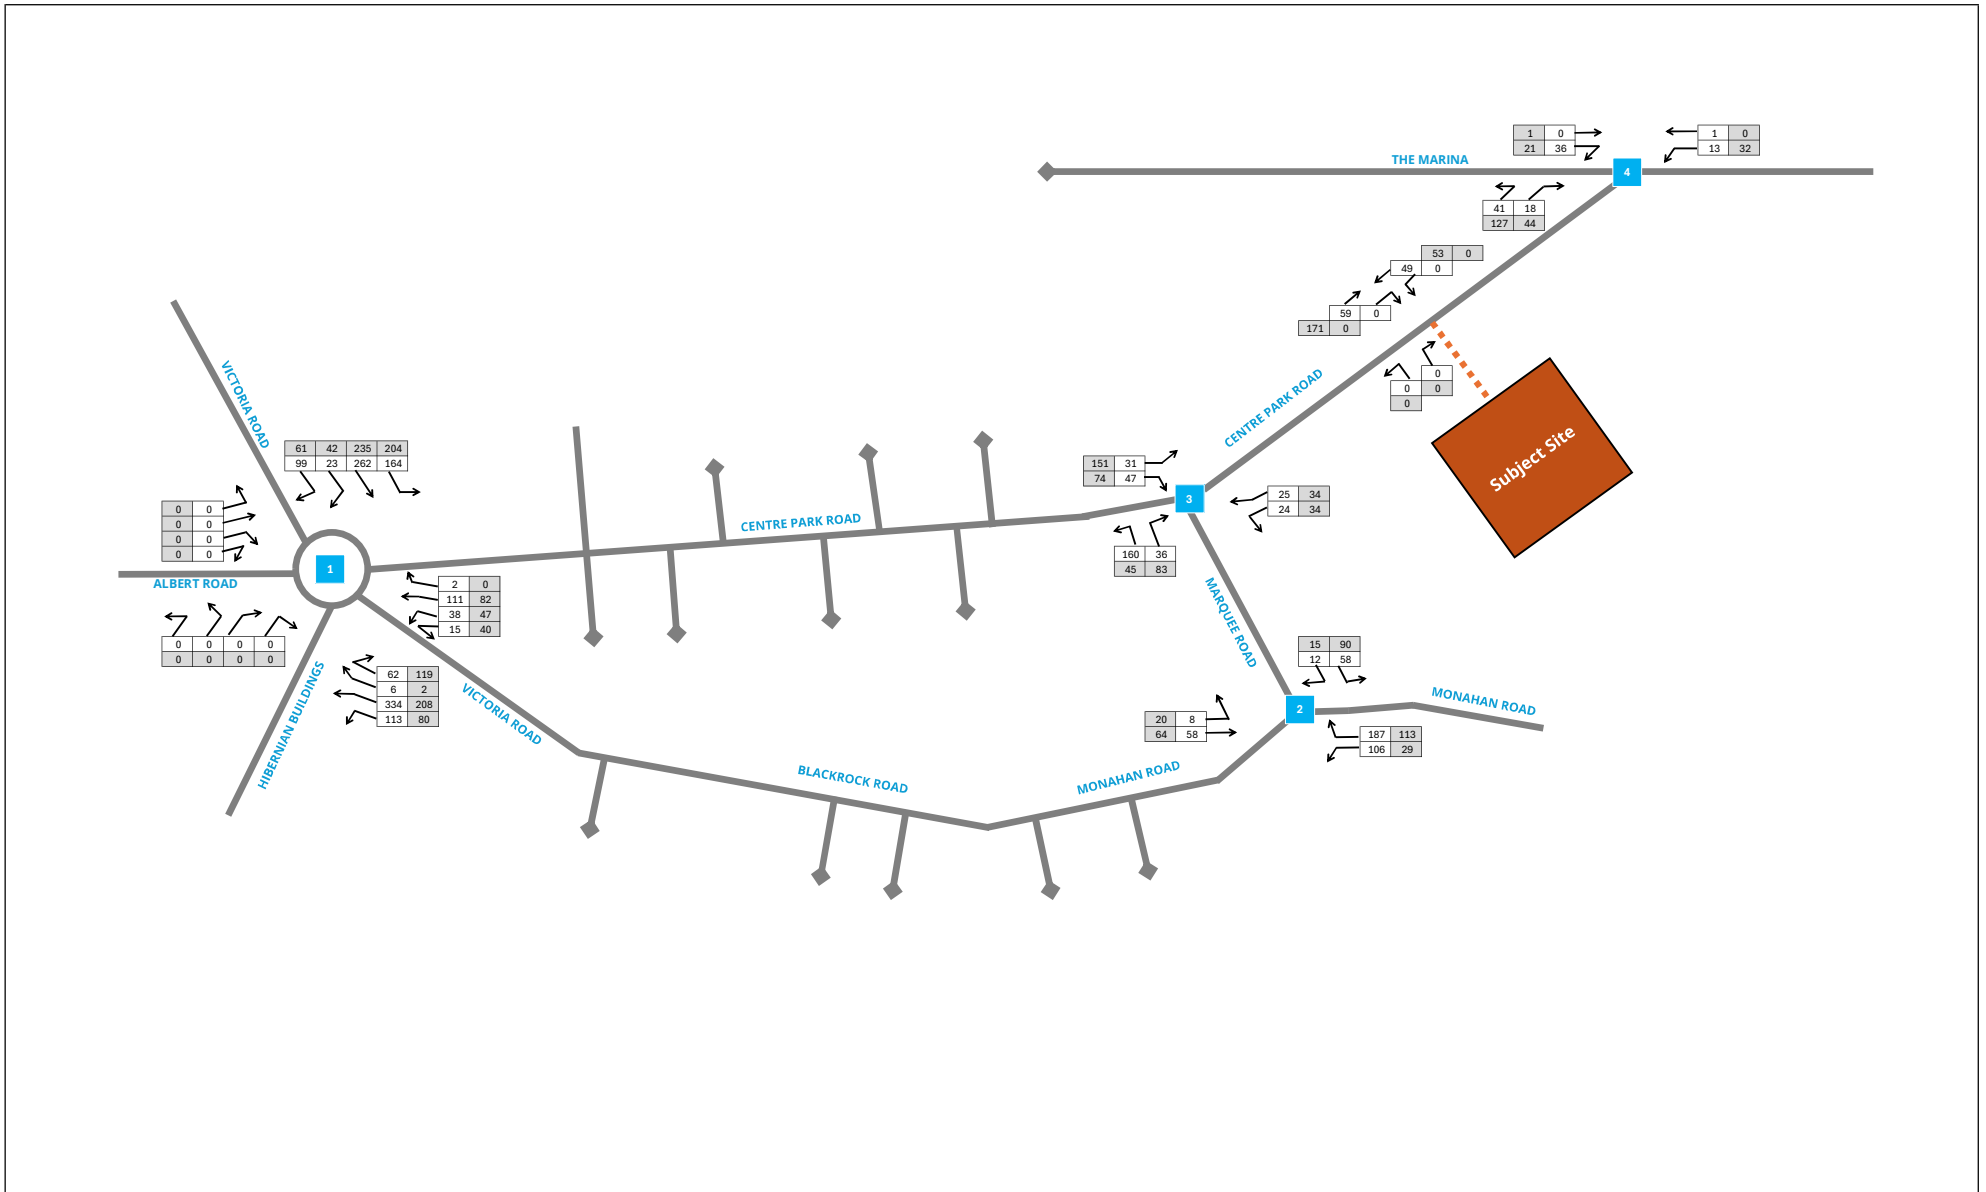 1 0
21 36
1 0
13 32
THE MARINA
4
41 18
127 44
53 0
49 0
59 0
171 0
0
0 0
0
CENTRE PARK ROAD
Subject Site
VICTORIA ROAD
61 42 235 204
99 23 262 164
0 0
0 0
0 0
0 0
1
ALBERT ROAD
0 0 0 0
0 0 0 0
HIBERNIAN BUILDINGS
2 0
111 82
38 47
15 40
62 119
6 2
334 208
113 80
VICTORIA ROAD
CENTRE PARK ROAD
151 31
74 47
3
25 34
24 34
160 36
45 83
MARQUEE ROAD
15 90
12 58
20 8
64 58
2
MONAHAN ROAD
187 113
106 29
BLACKROCK ROAD
MONAHAN ROAD